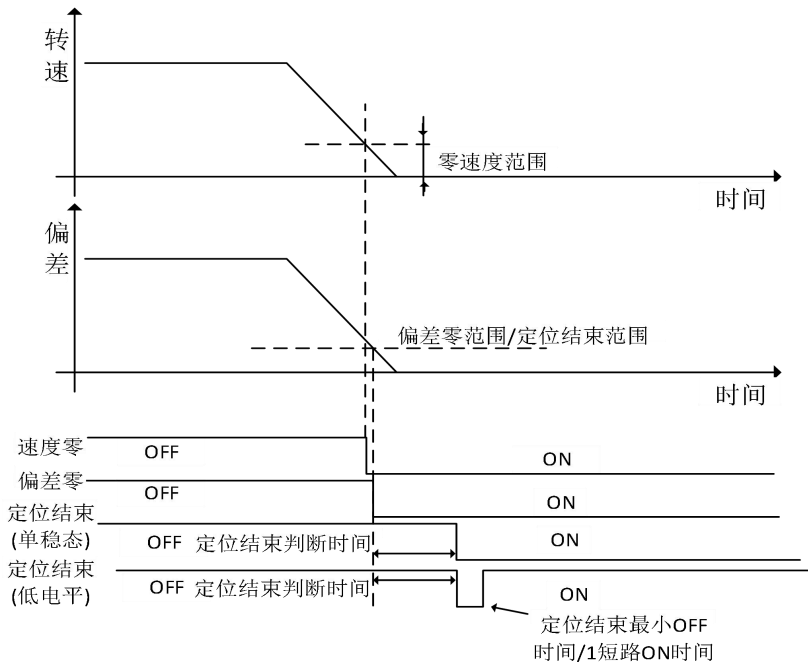 转
速
零速度范围
时间
偏
差
偏差零范围/定位结束范围
时间
速度零
OFF
ON
偏差零
OFF
ON
定位结束
(单稳态)
OFF
定位结束判断时间
ON
定位结束
(低电平)
OFF
定位结束判断时间
ON
定位结束最小OFF
时间/1短路ON时间